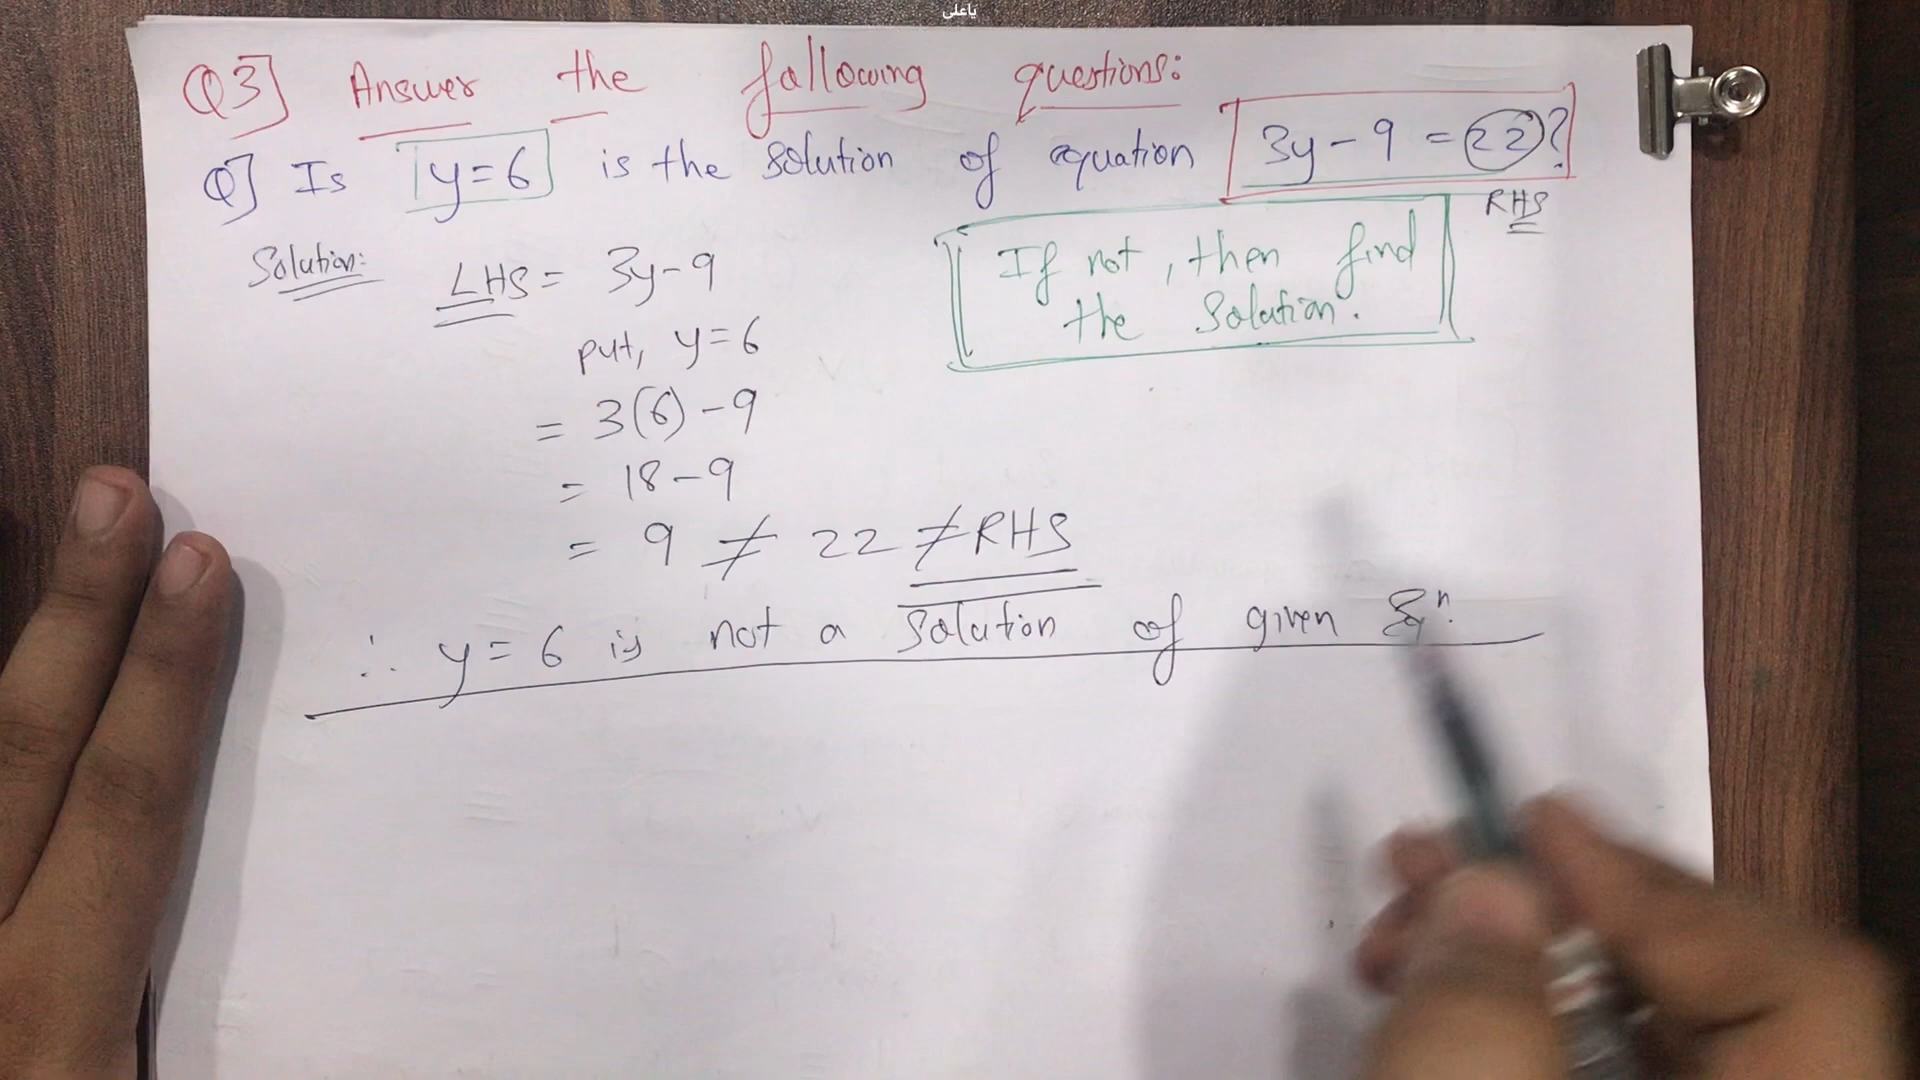 ياعلى
Q3] Answer the following questions:
Q] Is y=6 is the solution of equation 3y-9=22?
RHS
If not, then find
the solution.
Solution: LHS = 3y-9
put, y=6
= 3(6)-9
= 18-9
= 9 ≠ 22 ≠ RHS
∴ y=6 is not a solution of given Eqⁿ.